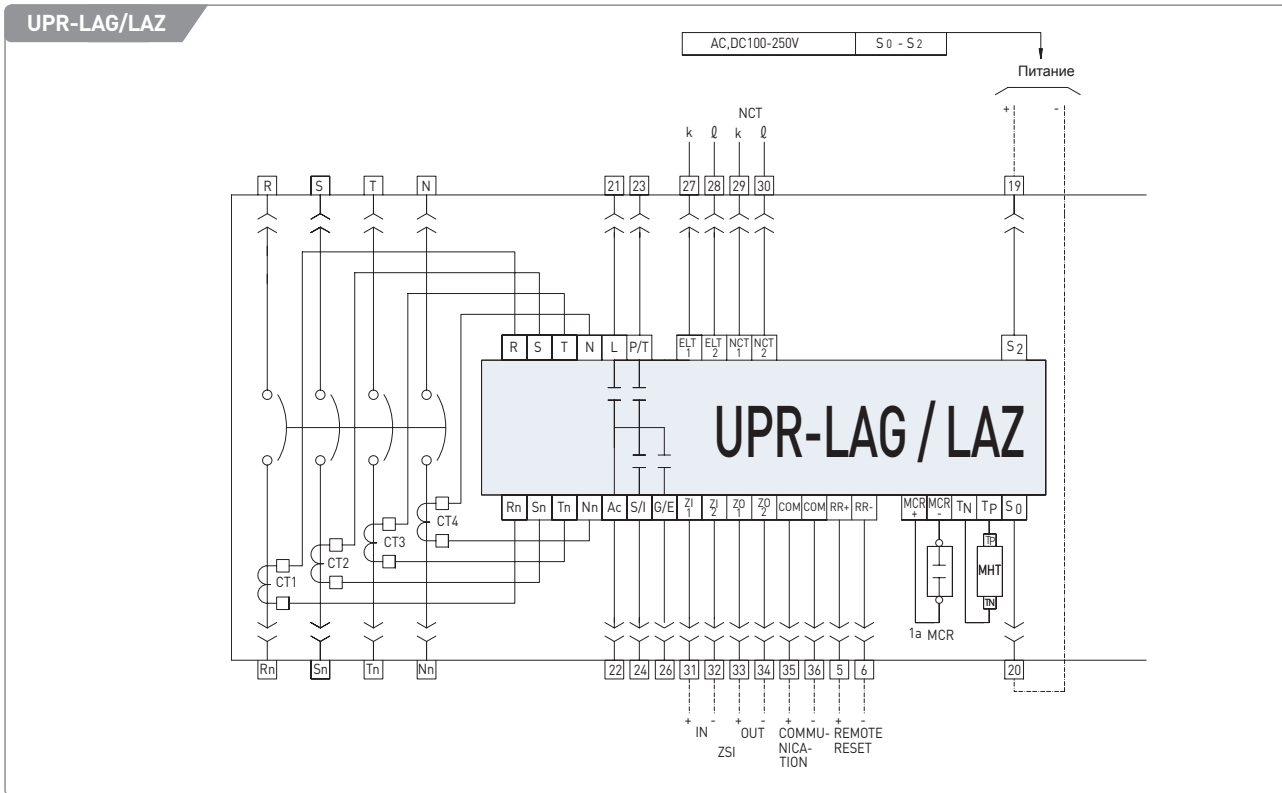 UPR-LAG/LAZ
AC,DC100-250V S0 - S2
Питание
+ -
NCT
k ℓ k ℓ
R S T N 21 23 27 28 29 30 19
R S T N L P/T ELT 1 ELT 2 NCT 1 NCT 2 S2
UPR-LAG / LAZ
Rn Sn Tn Nn Ac S/I G/E ZI 1 ZI 2 ZO 1 ZO 2 COM COM RR+ RR- MCR + MCR - TN TP S0
CT4
CT3
CT2
CT1
TP
MHT
TN
1a MCR
Rn Sn Tn Nn 22 24 26 31 32 33 34 35 36 5 6 20
+ - + - + - + -
IN OUT COMMU- REMOTE
ZSI NICA- RESET
TION